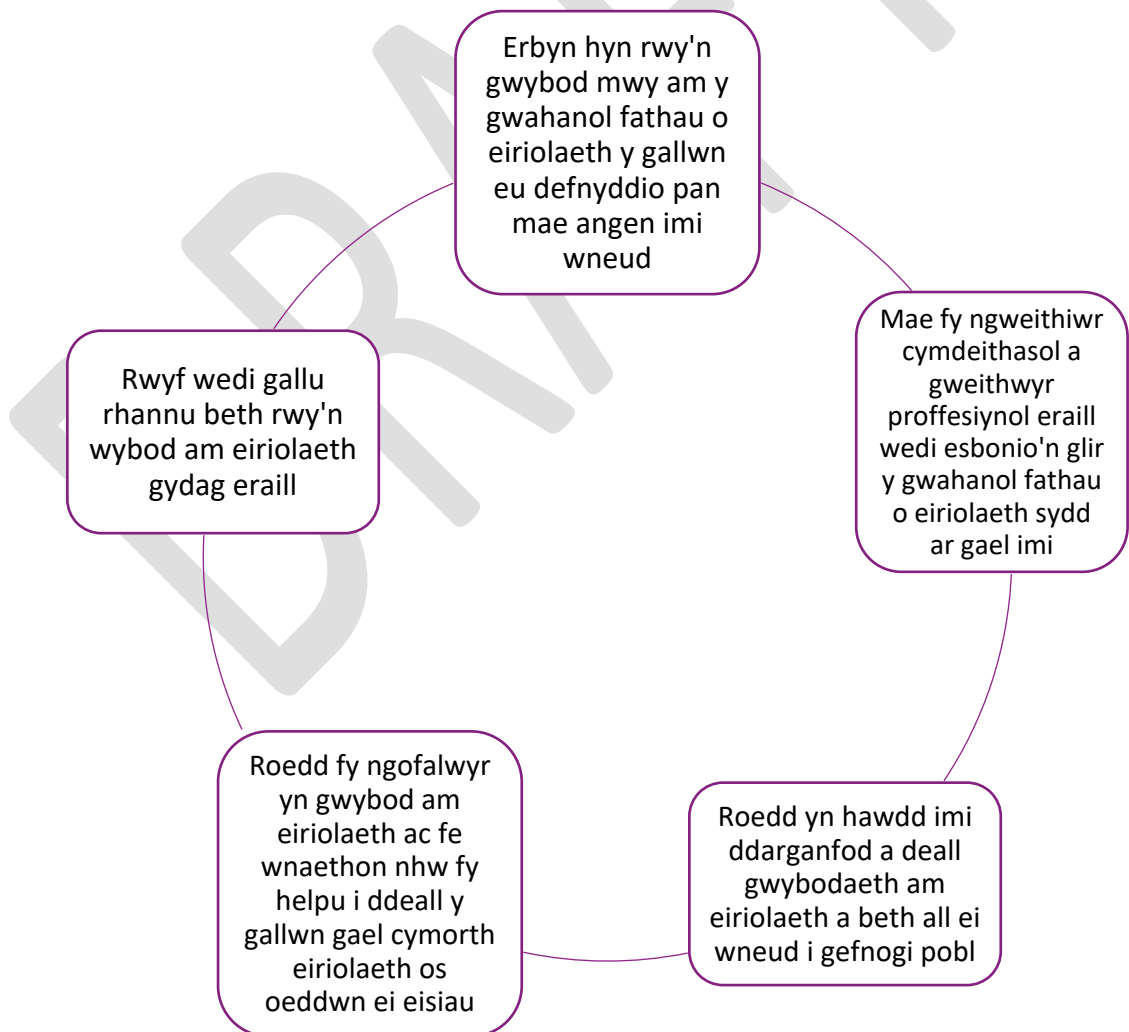 Erbyn hyn rwy'n
gwybod mwy am y
gwahanol fathau o
eiriolaeth y gallwn
eu defnyddio pan
mae angen imi
wneud
Mae fy ngweithiwr
cymdeithasol a
gweithwyr
proffesiynol eraill
wedi esbonio'n glir
y gwahanol fathau
o eiriolaeth sydd
ar gael imi
Roedd yn hawdd imi
ddarganfod a deall
gwybodaeth am
eiriolaeth a beth all ei
wneud i gefnogi pobl
Roedd fy ngofalwyr
yn gwybod am
eiriolaeth ac fe
wnaethon nhw fy
helpu i ddeall y
gallwn gael cymorth
eiriolaeth os
oeddwn ei eisiau
Rwyf wedi gallu
rhannu beth rwy'n
wybod am eiriolaeth
gydag eraill